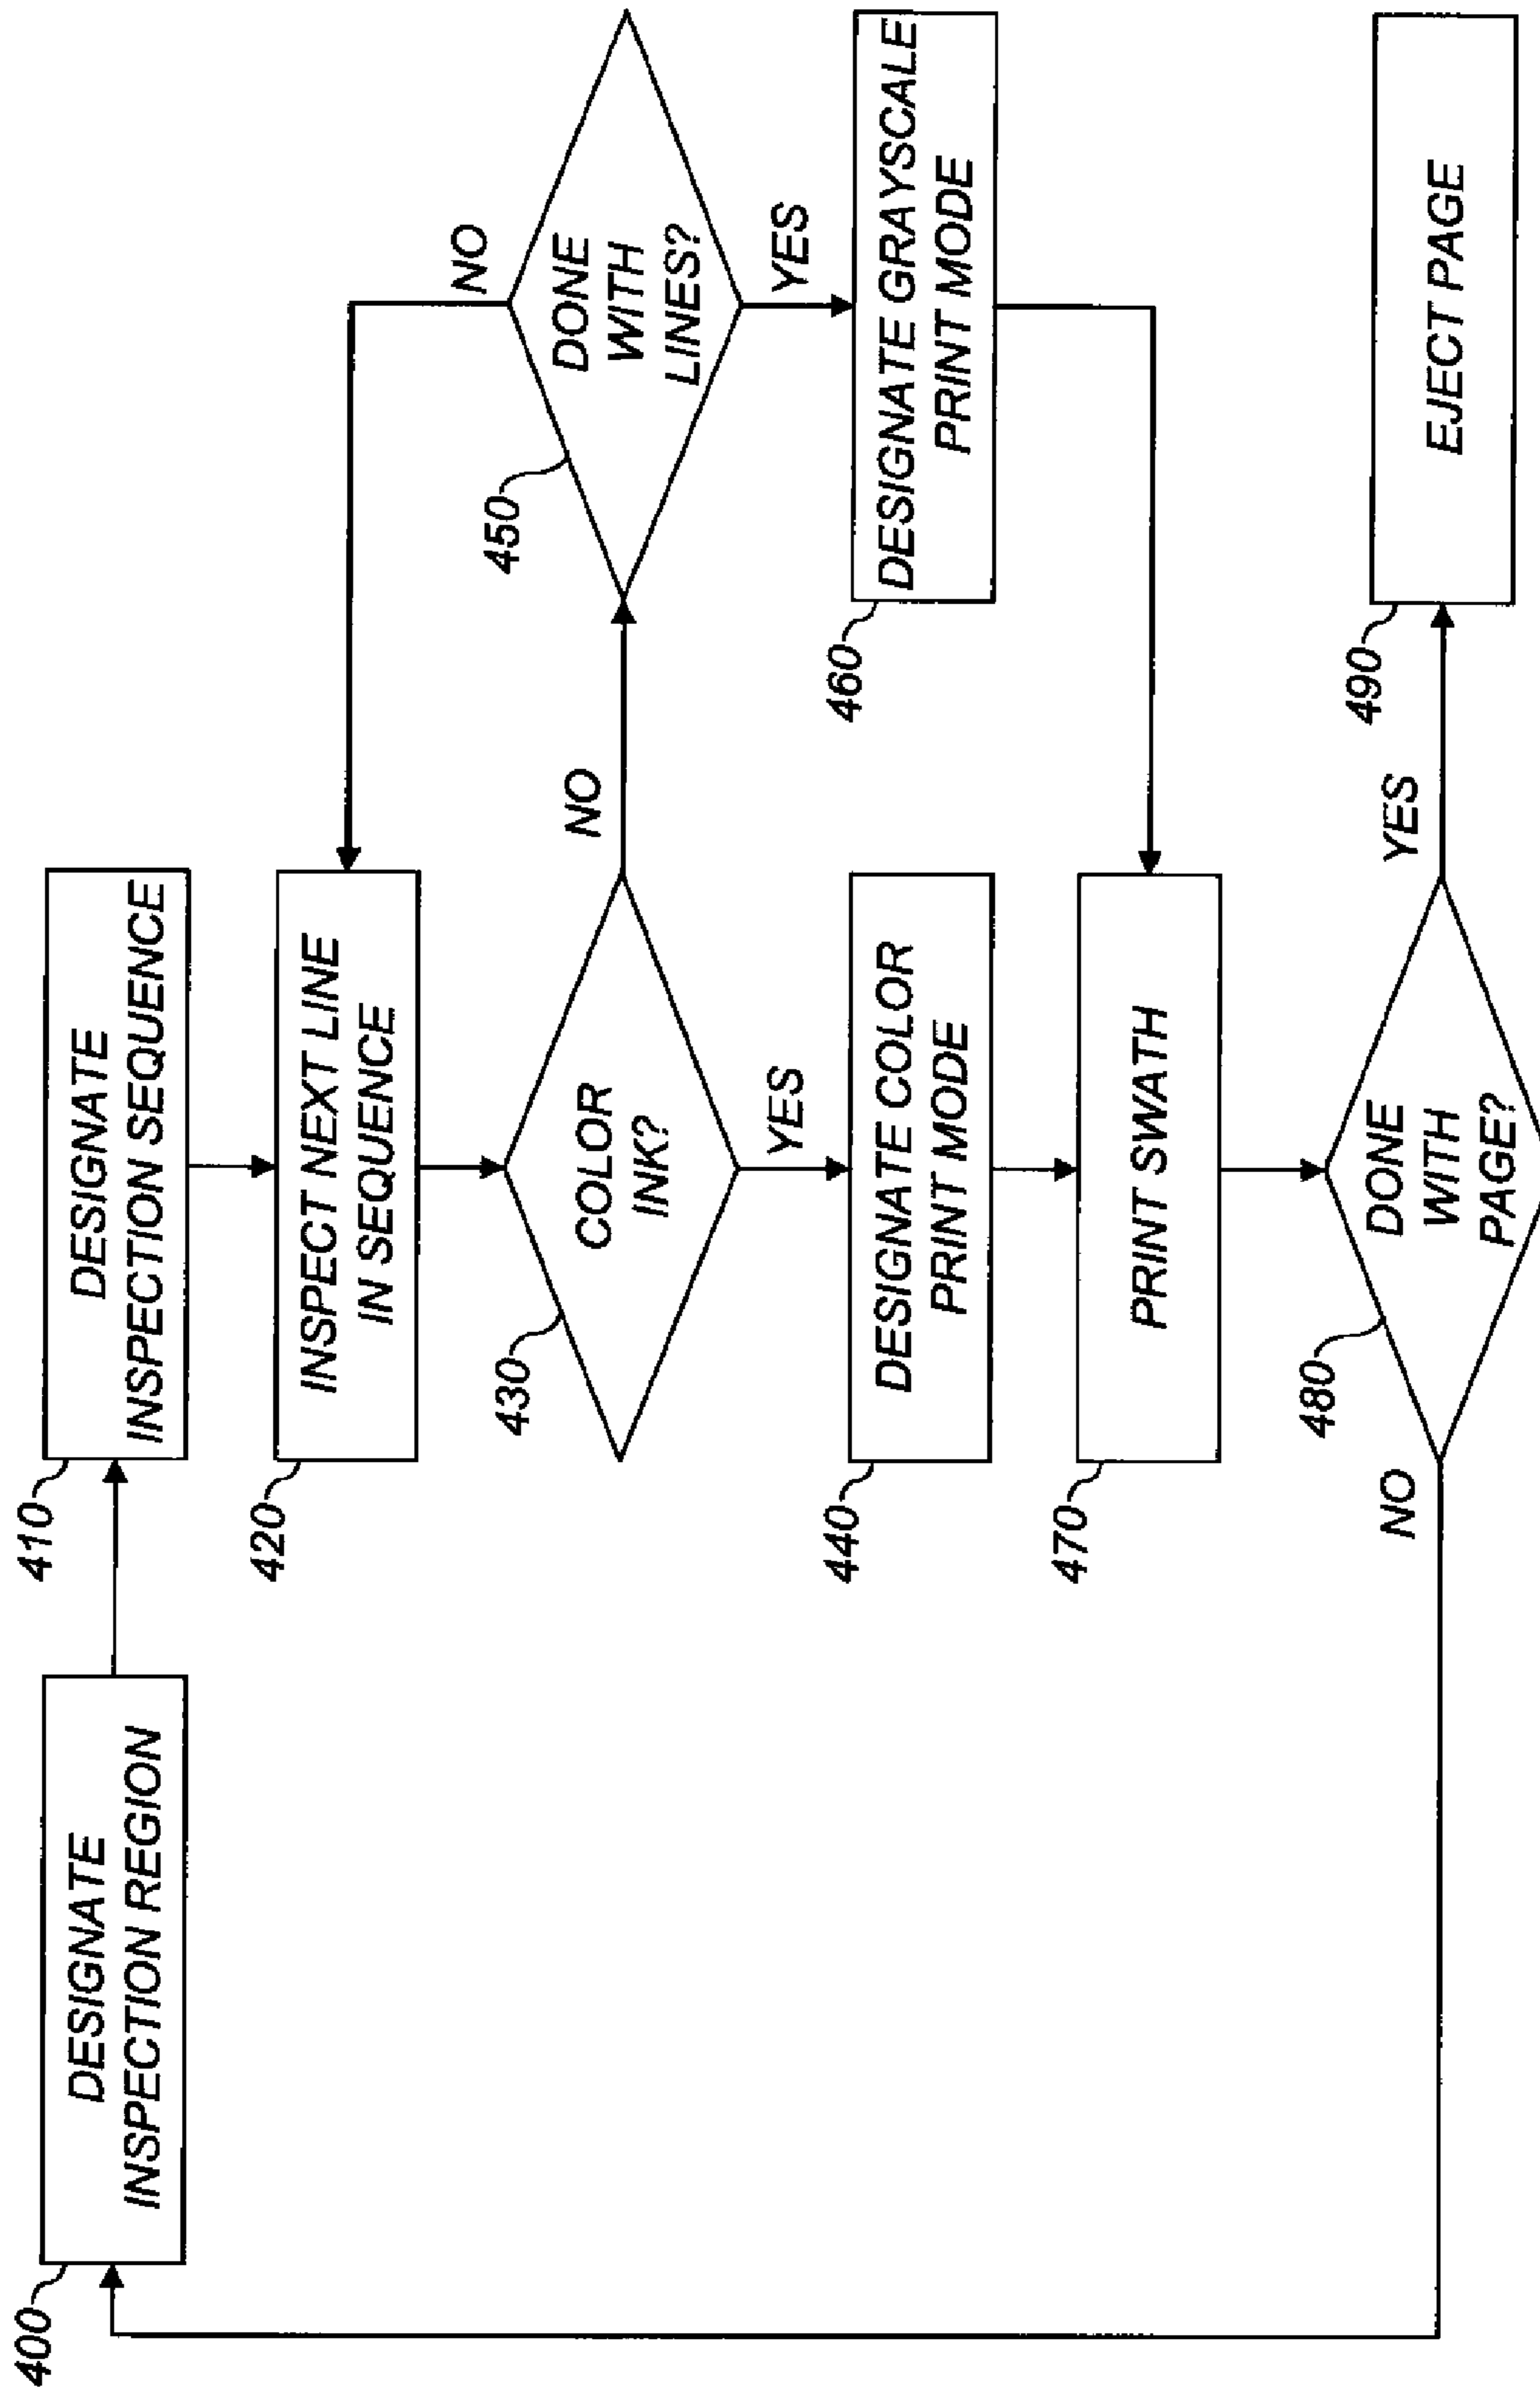 400
DESIGNATE
INSPECTION REGION
410
DESIGNATE
INSPECTION SEQUENCE
420
INSPECT NEXT LINE
IN SEQUENCE
430
COLOR
INK?
NO
YES
450
DONE
WITH
LINES?
NO
YES
440
DESIGNATE COLOR
PRINT MODE
460
DESIGNATE GRAYSCALE
PRINT MODE
470
PRINT SWATH
480
DONE
WITH
PAGE?
NO
YES
490
EJECT PAGE